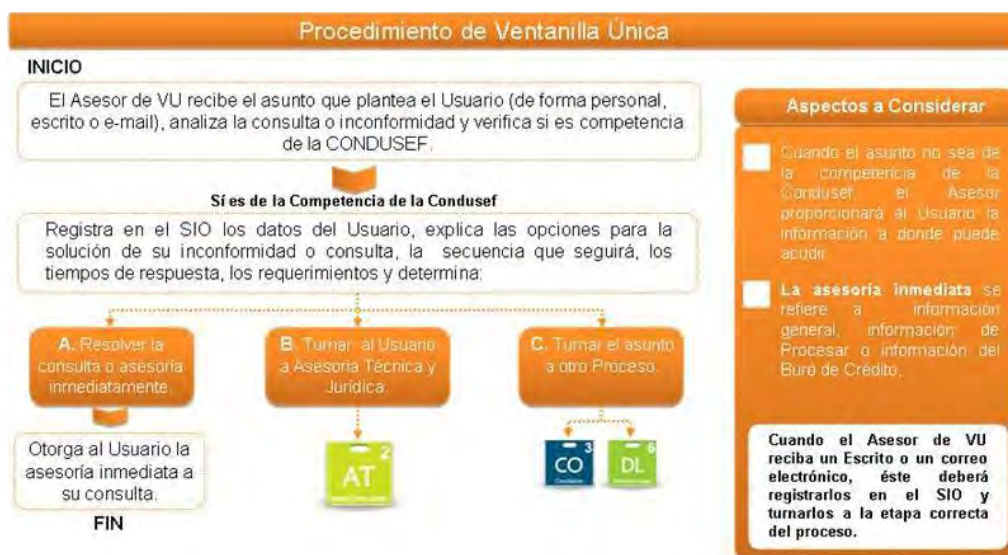 Procedimiento de Ventanilla Única
INICIO
El Asesor de VU recibe el asunto que plantea el Usuario (de forma personal,
escrito o e-mail), analiza la consulta o inconformidad y verifica si es competencia
de la CONDUSEF.
Sí es de la Competencia de la Condusef
Registra en el SIO los datos del Usuario, explica las opciones para la
solución de su inconformidad o consulta, la secuencia que seguirá, los
tiempos de respuesta, los requerimientos y determina:
A. Resolver la
consulta o asesoría
inmediatamente.
Otorga al Usuario la
asesoría inmediata a
su consulta.
FIN
B. Turnar al Usuario
a Asesoría Técnica y
Jurídica.
2
AT
C. Turnar el asunto
a otro Proceso.
3
CO
6
DL
Aspectos a Considerar
Cuando el asunto no sea de
la competencia de la
Condusef, el Asesor
proporcionará al Usuario la
información a donde puede
acudir.
La asesoría inmediata se
refiere a información
general, información de
Procesar o información del
Buró de Crédito.
Cuando el Asesor de VU
reciba un Escrito o un correo
electrónico, éste deberá
registrarlos en el SIO y
turnarlos a la etapa correcta
del proceso.